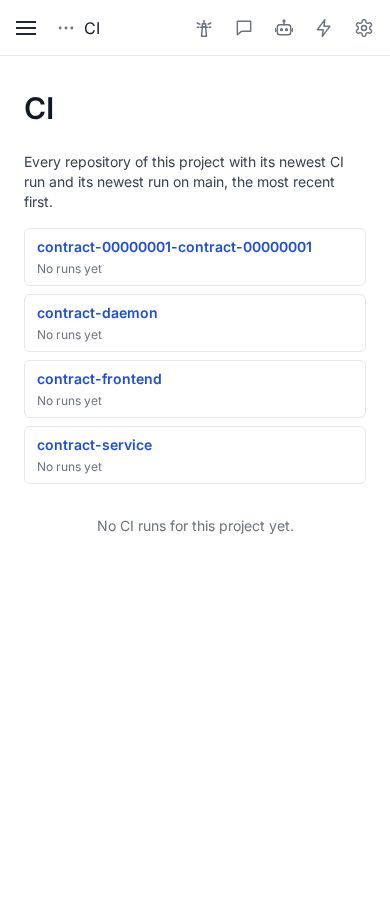 CI
CI
Every repository of this project with its newest CI
run and its newest run on main, the most recent
first.
contract-00000001-contract-00000001
No runs yet
contract-daemon
No runs yet
contract-frontend
No runs yet
contract-service
No runs yet
No CI runs for this project yet.